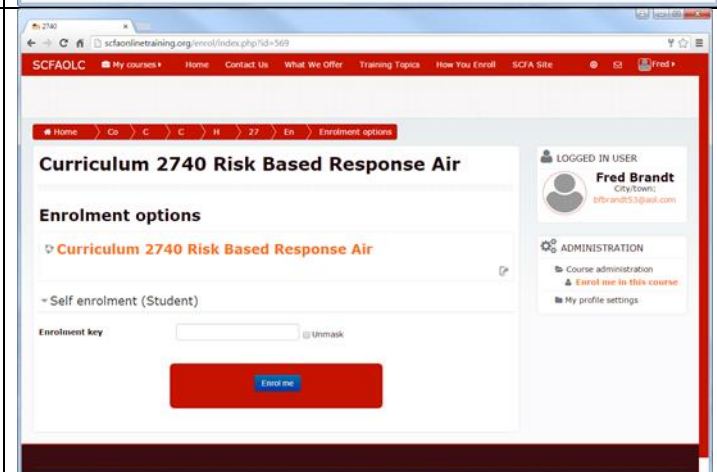 2740
scfaonlinetraining.org/enrol/index.php?id=569
SCFAOLC My courses Home Contact Us What We Offer Training Topics How You Enroll SCFA Site Fred
Home Co C C H 27 En Enrolment options
Curriculum 2740 Risk Based Response Air
Enrolment options
Curriculum 2740 Risk Based Response Air
Self enrolment (Student)
Enrolment key Unmask
Enrol me
LOGGED IN USER
Fred Brandt
City/town:
bfbrandt53@aol.com
ADMINISTRATION
Course administration
Enrol me in this course
My profile settings